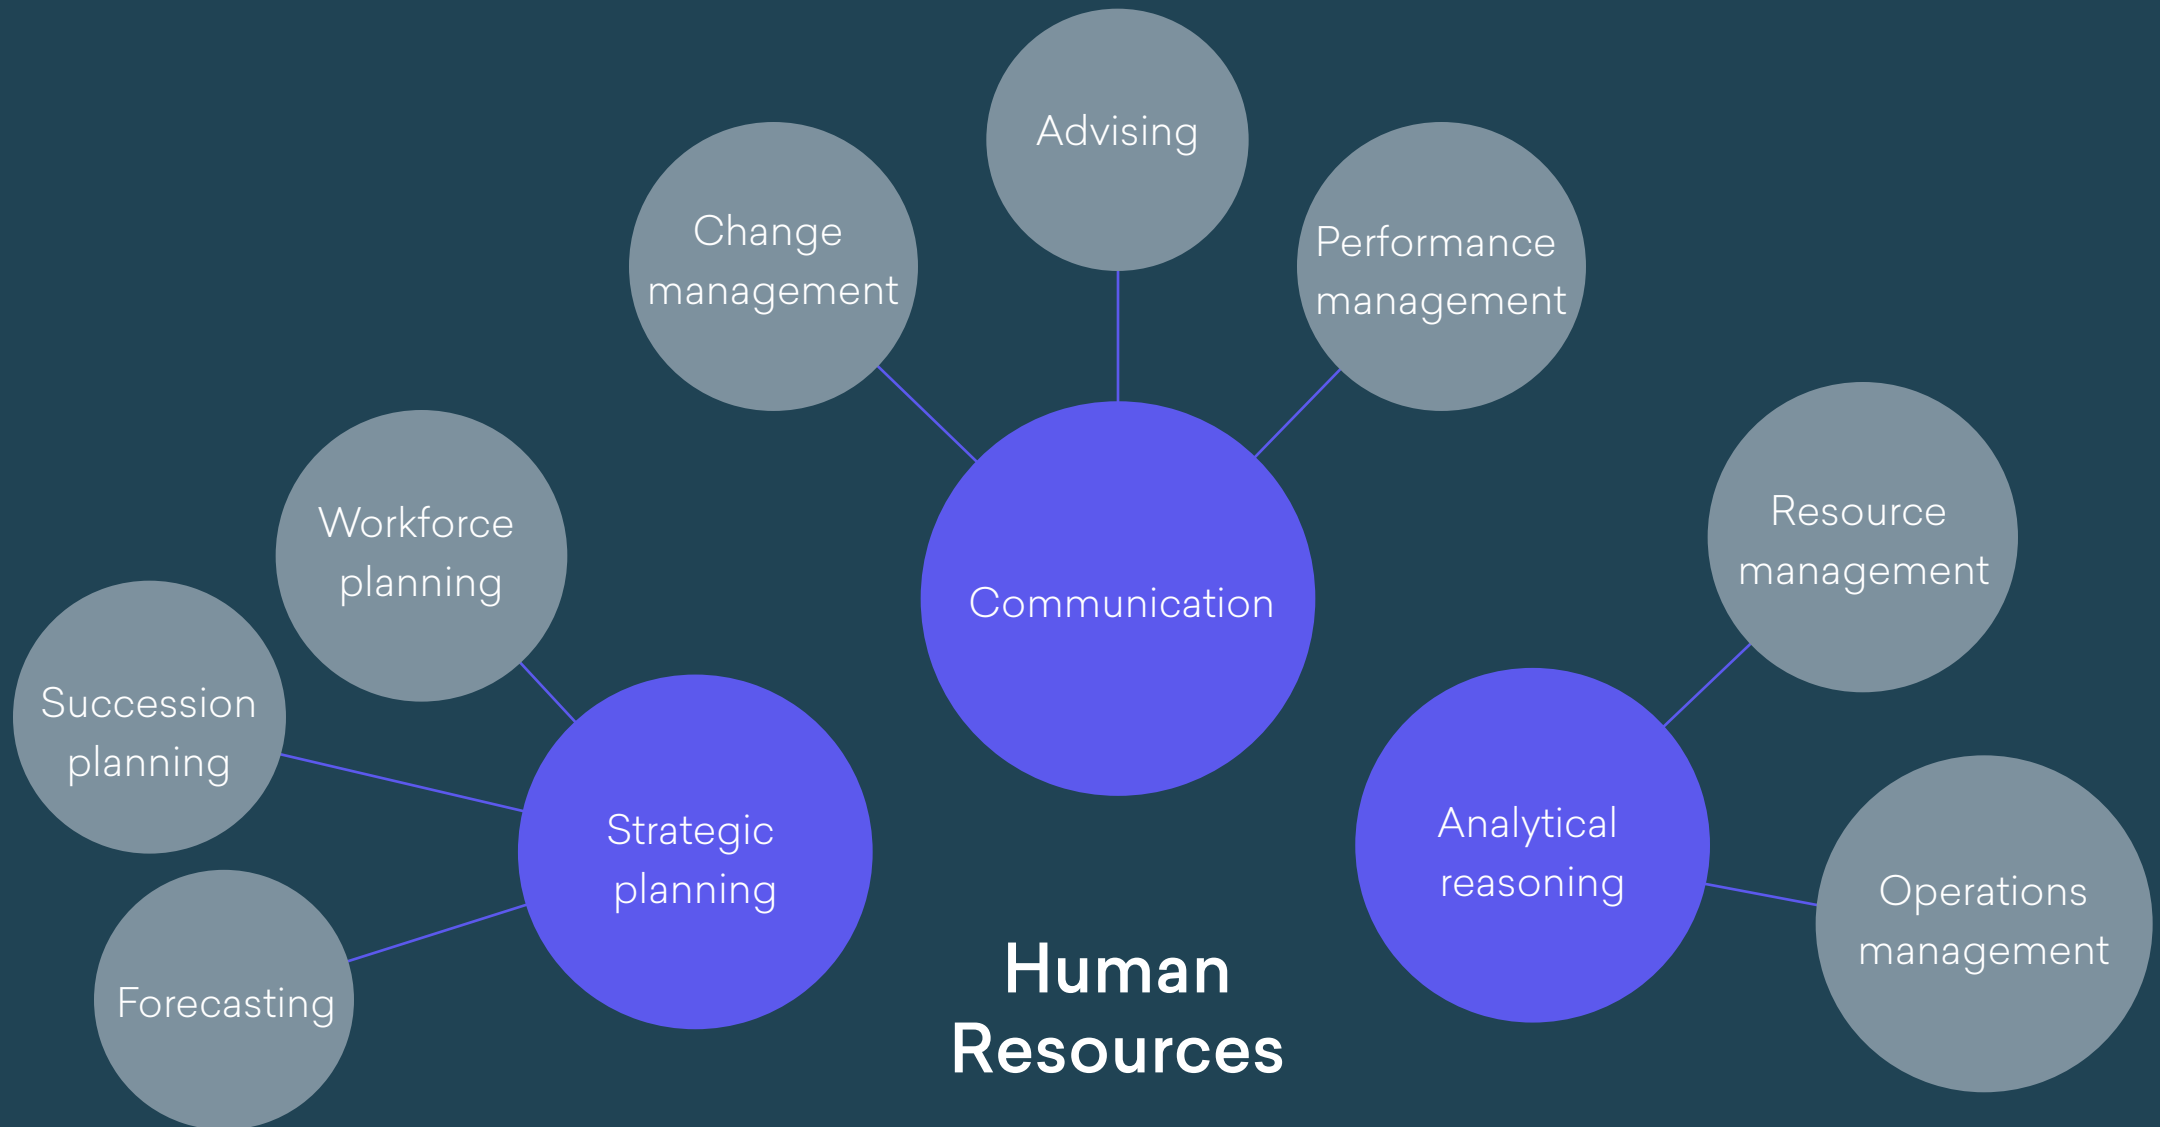 Advising
Change
management
Performance
management
Workforce
planning
Resource
management
Communication
Succession
planning
Strategic
planning
Analytical
reasoning
Operations
management
Forecasting
Human
Resources